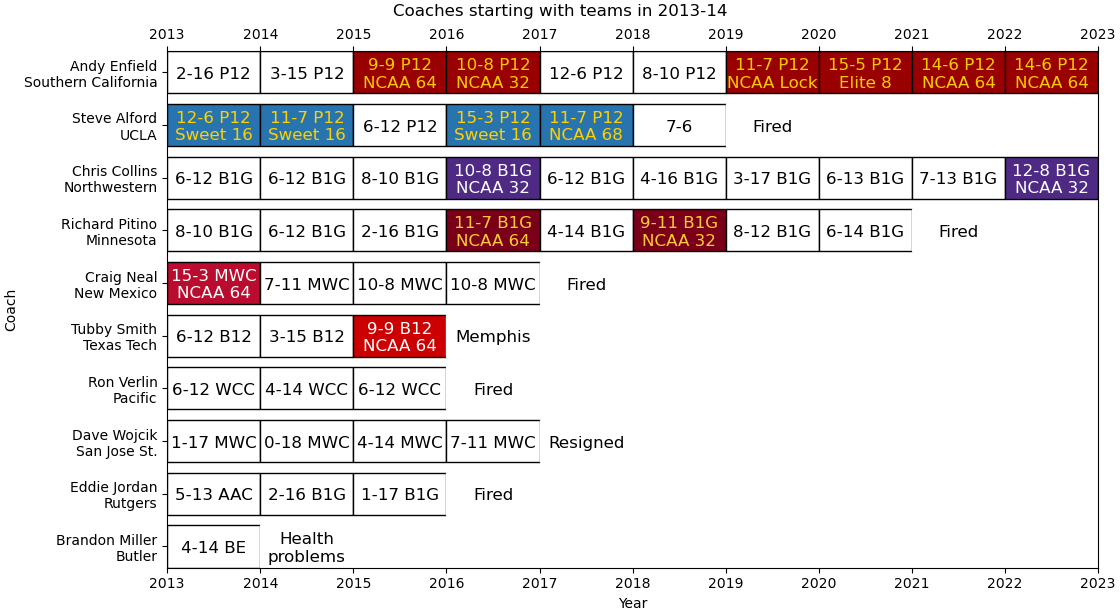 Coaches starting with teams in 2013-14
2013 2014 2015 2016 2017 2018 2019 2020 2021 2022 2023
Andy Enfield
Southern California
2-16 P12
3-15 P12
9-9 P12
NCAA 64
10-8 P12
NCAA 32
12-6 P12
8-10 P12
11-7 P12
NCAA Lock
15-5 P12
Elite 8
14-6 P12
NCAA 64
14-6 P12
NCAA 64
Steve Alford
UCLA
12-6 P12
Sweet 16
11-7 P12
Sweet 16
6-12 P12
15-3 P12
Sweet 16
11-7 P12
NCAA 68
7-6
Fired
Chris Collins
Northwestern
6-12 B1G
6-12 B1G
8-10 B1G
10-8 B1G
NCAA 32
6-12 B1G
4-16 B1G
3-17 B1G
6-13 B1G
7-13 B1G
12-8 B1G
NCAA 32
Richard Pitino
Minnesota
8-10 B1G
6-12 B1G
2-16 B1G
11-7 B1G
NCAA 64
4-14 B1G
9-11 B1G
NCAA 32
8-12 B1G
6-14 B1G
Fired
Craig Neal
New Mexico
15-3 MWC
NCAA 64
7-11 MWC
10-8 MWC
10-8 MWC
Fired
Tubby Smith
Texas Tech
6-12 B12
3-15 B12
9-9 B12
NCAA 64
Memphis
Ron Verlin
Pacific
6-12 WCC
4-14 WCC
6-12 WCC
Fired
Dave Wojcik
San Jose St.
1-17 MWC
0-18 MWC
4-14 MWC
7-11 MWC
Resigned
Eddie Jordan
Rutgers
5-13 AAC
2-16 B1G
1-17 B1G
Fired
Brandon Miller
Butler
4-14 BE
Health
problems
2013 2014 2015 2016 2017 2018 2019 2020 2021 2022 2023
Year
Coach